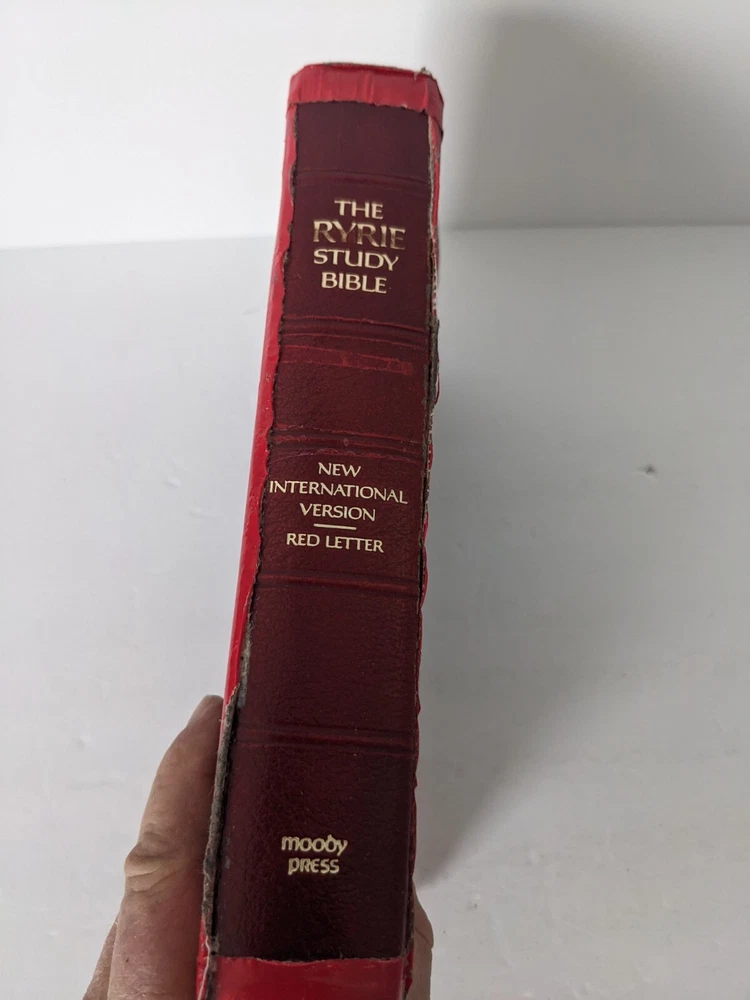 THE
RYRIE
STUDY
BIBLE
NEW
INTERNATIONAL
VERSION
RED LETTER
moody
PRESS